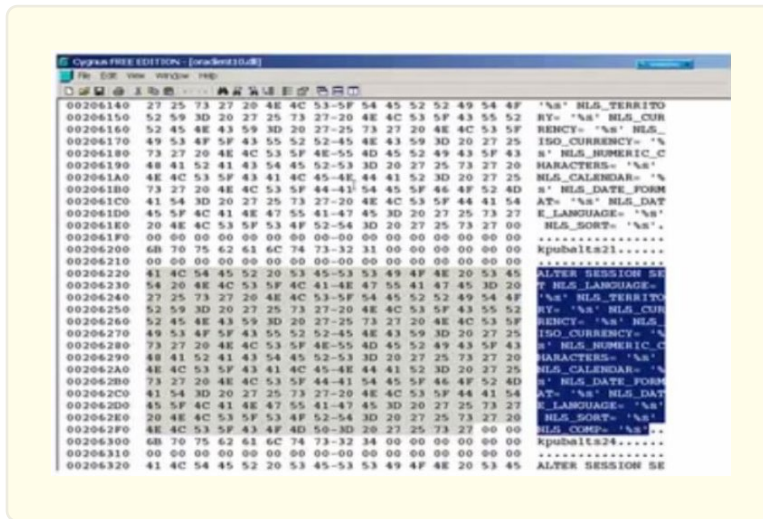 Cygnus FREE EDITION - [oraclient10.dll]
File Edit View Window Help
00206140 27 25 73 27 20 4E 4C 53-5F 54 45 52 52 49 54 4F '%s' NLS_TERRITO
00206150 52 59 3D 20 27 25 73 27-20 4E 4C 53 5F 43 55 52 RY= '%s' NLS_CUR
00206160 52 45 4E 43 59 3D 20 27-25 73 27 20 4E 4C 53 5F RENCY= '%s' NLS_
00206170 49 53 4F 5F 43 55 52 52-45 4E 43 59 3D 20 27 25 ISO_CURRENCY= '%
00206180 73 27 20 4E 4C 53 5F 4E-55 4D 45 52 49 43 5F 43 s' NLS_NUMERIC_C
00206190 48 41 52 41 43 54 45 52-53 3D 20 27 25 73 27 20 HARACTERS= '%s'
002061A0 4E 4C 53 5F 43 41 4C 45-4E 44 41 52 3D 20 27 25 NLS_CALENDAR= '%
002061B0 73 27 20 4E 4C 53 5F 44-41 54 45 5F 46 4F 52 4D s' NLS_DATE_FORM
002061C0 41 54 3D 20 27 25 73 27-20 4E 4C 53 5F 44 41 54 AT= '%s' NLS_DAT
002061D0 45 5F 4C 41 4E 47 55 41-47 45 3D 20 27 25 73 27 E_LANGUAGE= '%s'
002061E0 20 4E 4C 53 5F 53 4F 52-54 3D 20 27 25 73 27 00 NLS_SORT= '%s'.
002061F0 00 00 00 00 00 00 00 00-00 00 00 00 00 00 00 00 ................
00206200 6B 70 75 62 61 6C 74 73-32 31 00 00 00 00 00 00 kpubalts21......
00206210 00 00 00 00 00 00 00 00-00 00 00 00 00 00 00 00 ................
00206220 41 4C 54 45 52 20 53 45-53 53 49 4F 4E 20 53 45 ALTER SESSION SE
00206230 54 20 4E 4C 53 5F 4C 41-4E 47 55 41 47 45 3D 20 T NLS_LANGUAGE=
00206240 27 25 73 27 20 4E 4C 53-5F 54 45 52 52 49 54 4F '%s' NLS_TERRITO
00206250 52 59 3D 20 27 25 73 27-20 4E 4C 53 5F 43 55 52 RY= '%s' NLS_CUR
00206260 52 45 4E 43 59 3D 20 27-25 73 27 20 4E 4C 53 5F RENCY= '%s' NLS_
00206270 49 53 4F 5F 43 55 52 52-45 4E 43 59 3D 20 27 25 ISO_CURRENCY= '%
00206280 73 27 20 4E 4C 53 5F 4E-55 4D 45 52 49 43 5F 43 s' NLS_NUMERIC_C
00206290 48 41 52 41 43 54 45 52-53 3D 20 27 25 73 27 20 HARACTERS= '%s'
002062A0 4E 4C 53 5F 43 41 4C 45-4E 44 41 52 3D 20 27 25 NLS_CALENDAR= '%
002062B0 73 27 20 4E 4C 53 5F 44-41 54 45 5F 46 4F 52 4D s' NLS_DATE_FORM
002062C0 41 54 3D 20 27 25 73 27-20 4E 4C 53 5F 44 41 54 AT= '%s' NLS_DAT
002062D0 45 5F 4C 41 4E 47 55 41-47 45 3D 20 27 25 73 27 E_LANGUAGE= '%s'
002062E0 20 4E 4C 53 5F 53 4F 52-54 3D 20 27 25 73 27 20 NLS_SORT= '%s'
002062F0 4E 4C 53 5F 43 4F 4D 50-3D 20 27 25 73 27 00 00 NLS_COMP= '%s'..
00206300 6B 70 75 62 61 6C 74 73-32 34 00 00 00 00 00 00 kpubalts24......
00206310 00 00 00 00 00 00 00 00-00 00 00 00 00 00 00 00 ................
00206320 41 4C 54 45 52 20 53 45-53 53 49 4F 4E 20 53 45 ALTER SESSION SE